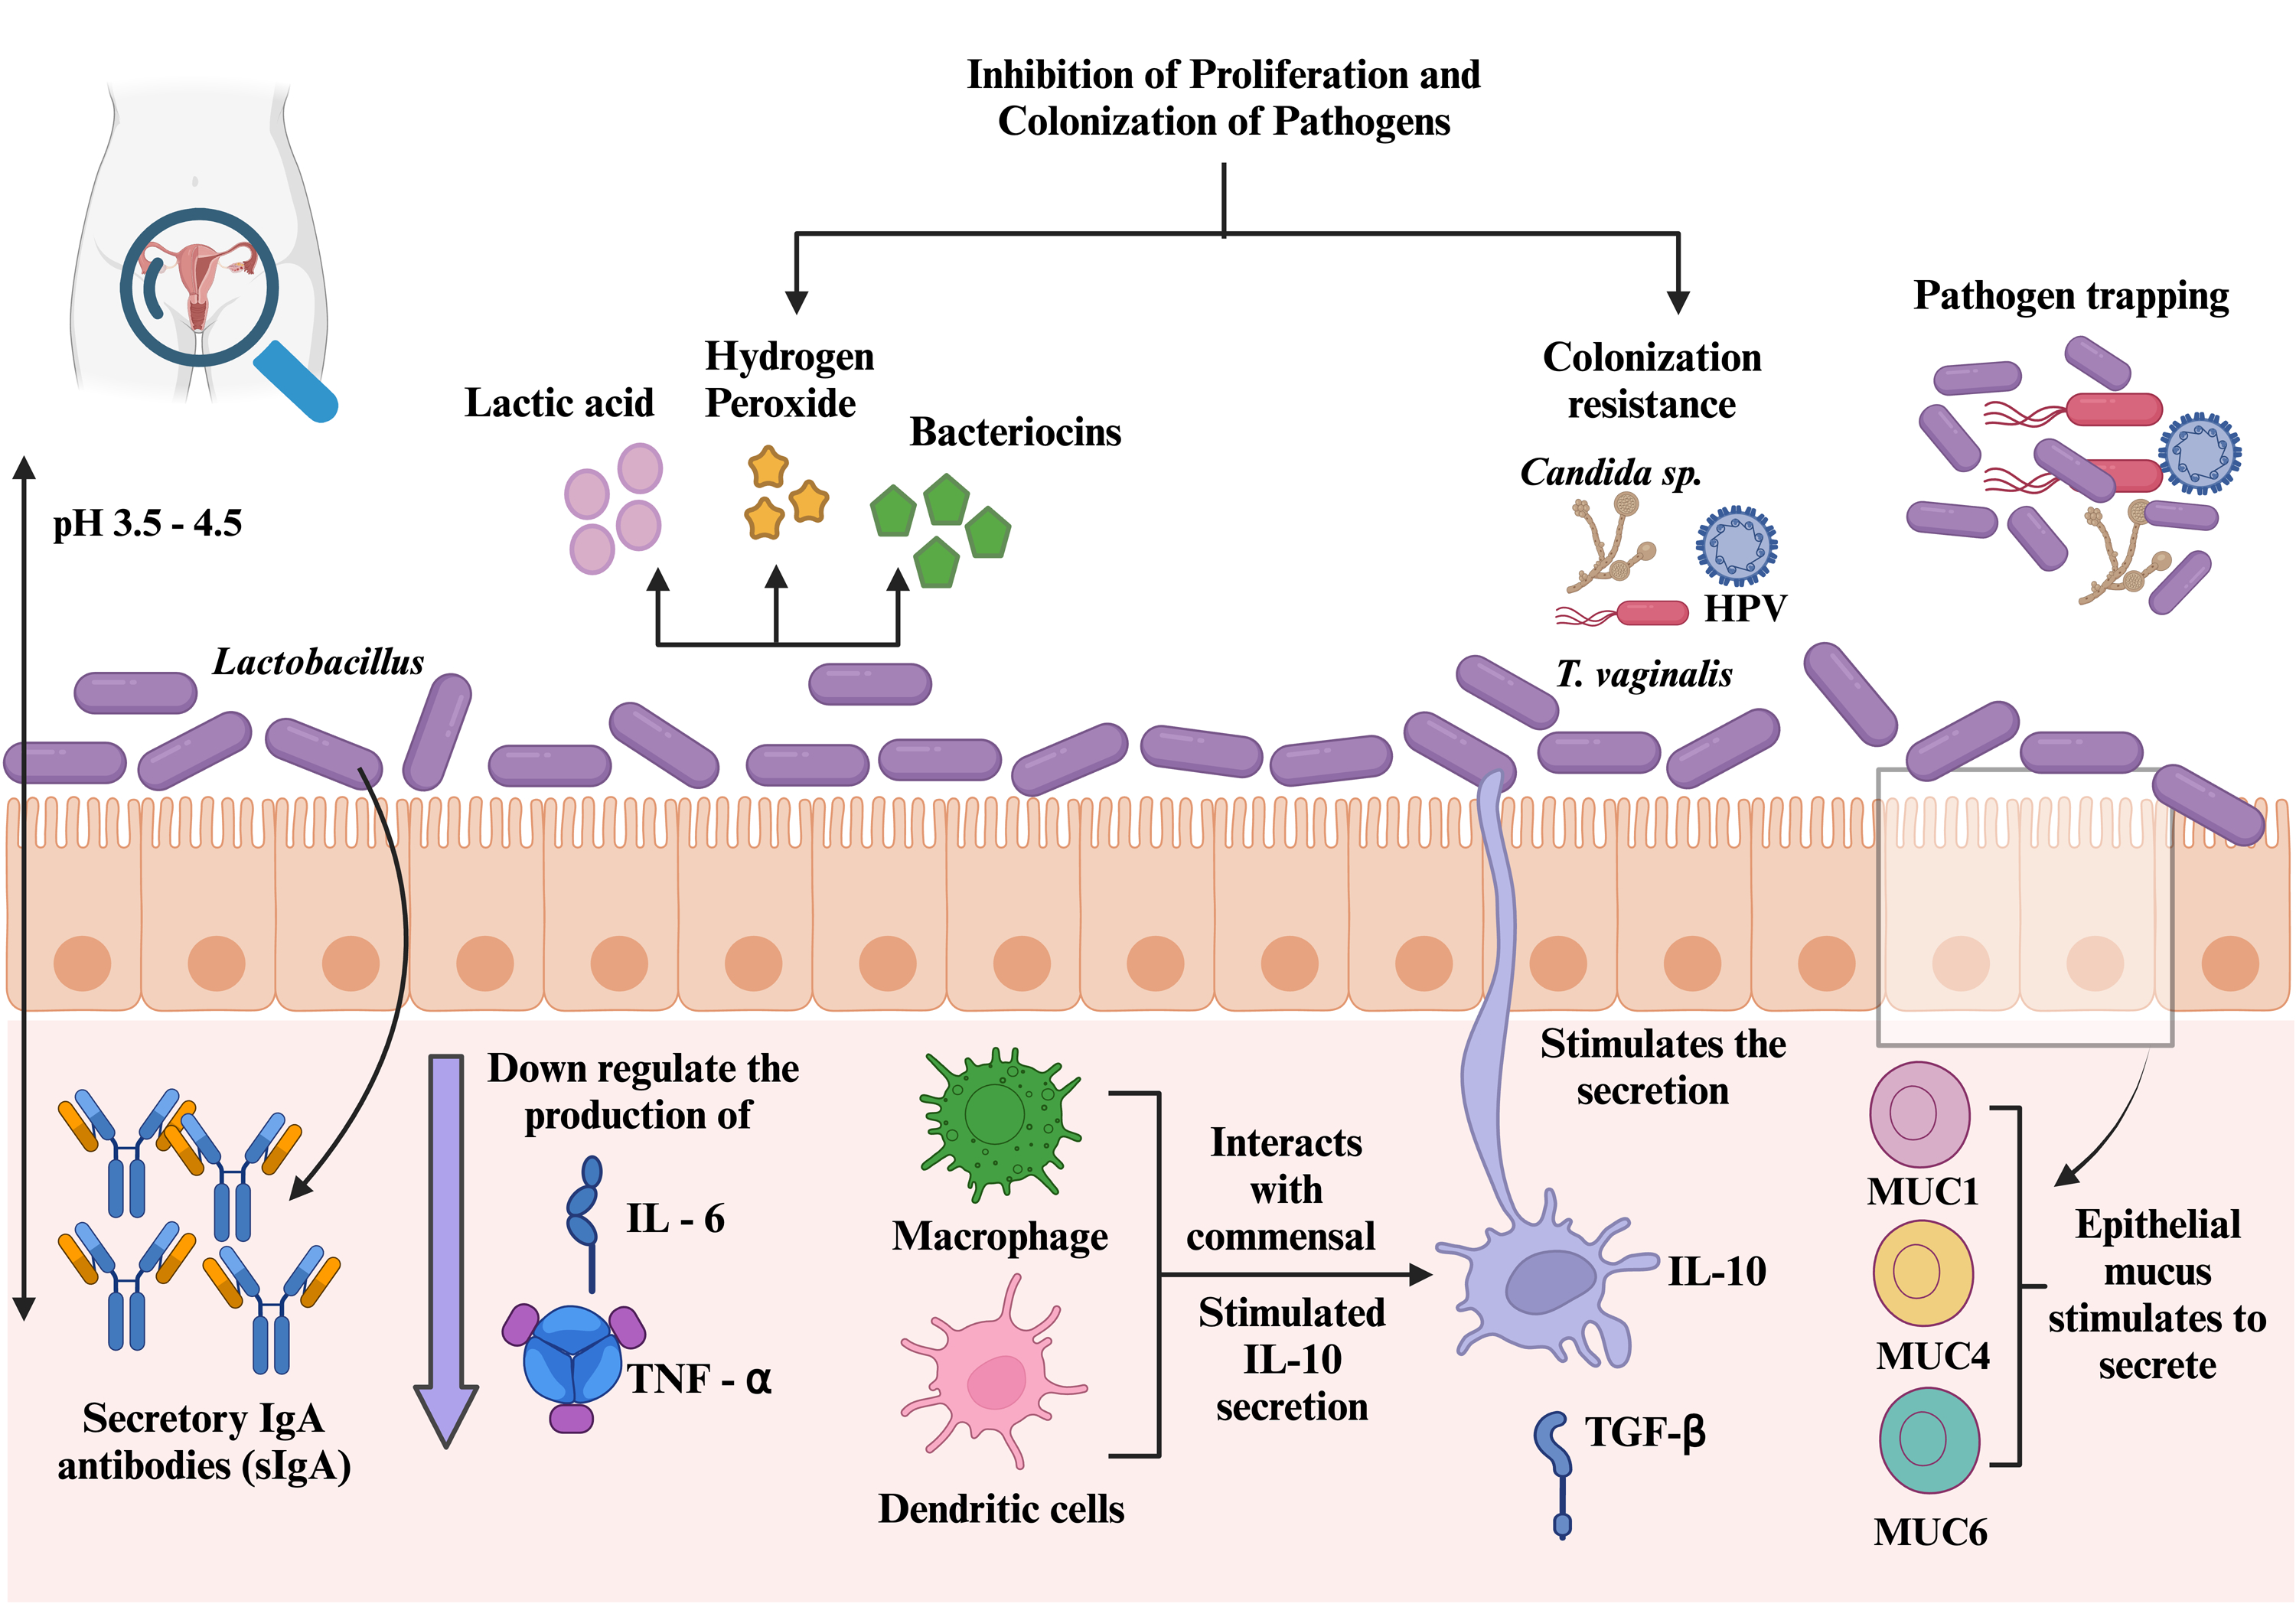 Inhibition of Proliferation and
Colonization of Pathogens
Pathogen trapping
Hydrogen
Peroxide
Lactic acid
Bacteriocins
Colonization
resistance
Candida sp.
HPV
T. vaginalis
pH 3.5 - 4.5
Lactobacillus
Secretory IgA
antibodies (sIgA)
Down regulate the
production of
IL - 6
TNF - α
Macrophage
Dendritic cells
Interacts
with
commensal
Stimulated
IL-10
secretion
Stimulates the
secretion
IL-10
TGF-β
MUC1
MUC4
MUC6
Epithelial
mucus
stimulates to
secrete